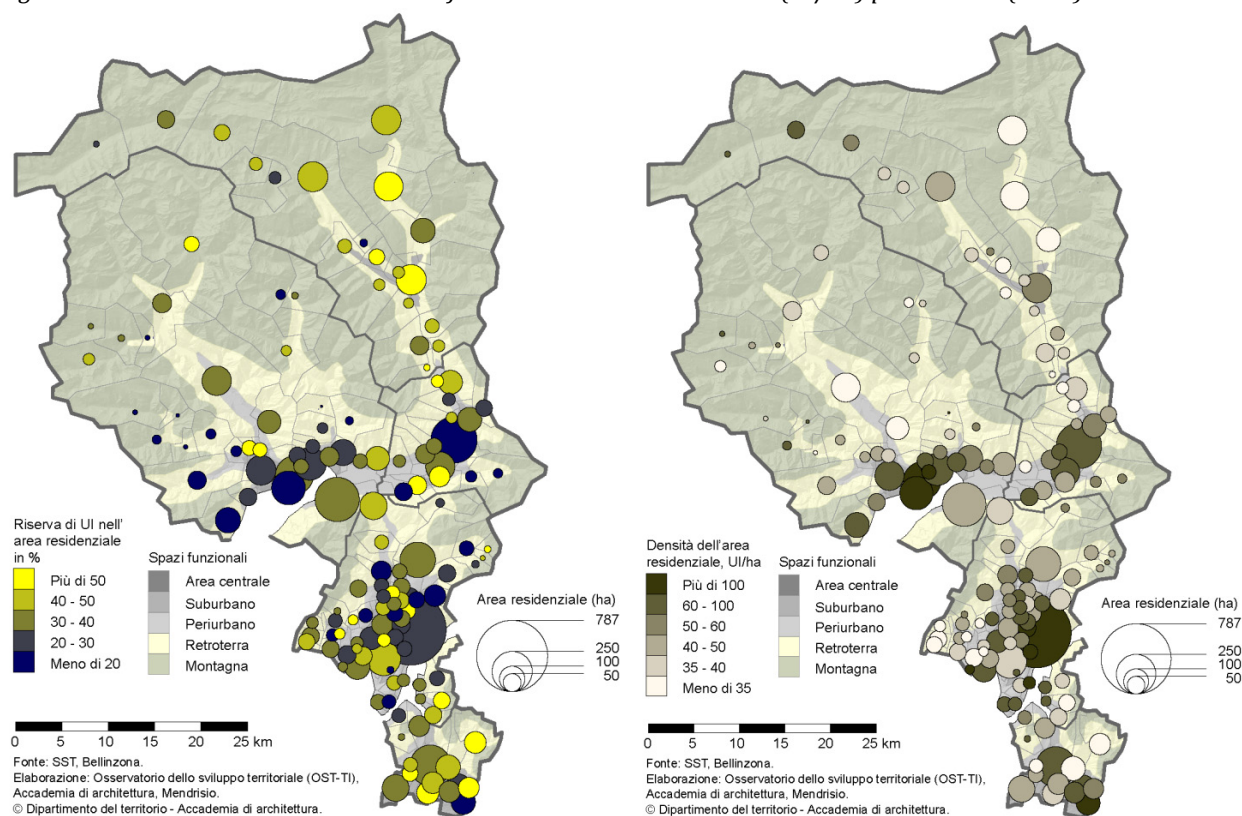 Riserva di UI nell'
area residenziale
in %
Più di 50
40 - 50
30 - 40
20 - 30
Meno di 20
Spazi funzionali
Area centrale
Suburbano
Periurbano
Retroterra
Montagna
Area residenziale (ha)
787
250
100
50
0 5 10 15 20 25 km
Fonte: SST, Bellinzona.
Elaborazione: Osservatorio dello sviluppo territoriale (OST-TI),
Accademia di architettura, Mendrisio.
© Dipartimento del territorio - Accademia di architettura.
Densità dell'area
residenziale, UI/ha
Più di 100
60 - 100
50 - 60
40 - 50
35 - 40
Meno di 35
Spazi funzionali
Area centrale
Suburbano
Periurbano
Retroterra
Montagna
Area residenziale (ha)
787
250
100
50
0 5 10 15 20 25 km
Fonte: SST, Bellinzona.
Elaborazione: Osservatorio dello sviluppo territoriale (OST-TI),
Accademia di architettura, Mendrisio.
© Dipartimento del territorio - Accademia di architettura.